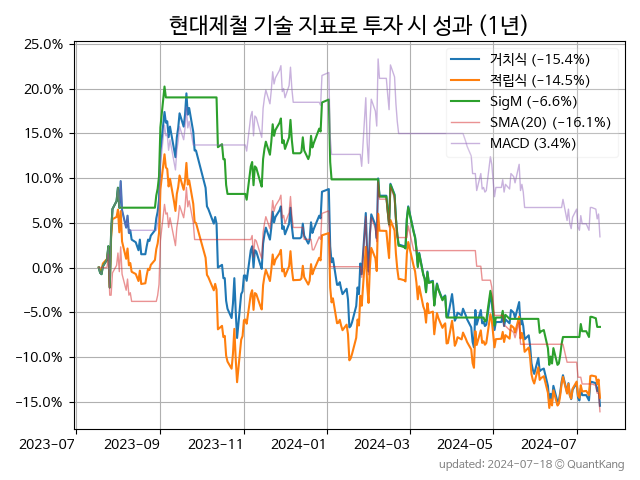 현대제철 기술 지표로 투자 시 성과 (1년)
25.0%
20.0%
15.0%
10.0%
5.0%
0.0%
−5.0%
−10.0%
−15.0%
거치식 (−15.4%)
적립식 (−14.5%)
SigM (−6.6%)
SMA(20) (−16.1%)
MACD (3.4%)
2023-07 2023-09 2023-11 2024-01 2024-03 2024-05 2024-07
updated: 2024-07-18 ⓒ QuantKang